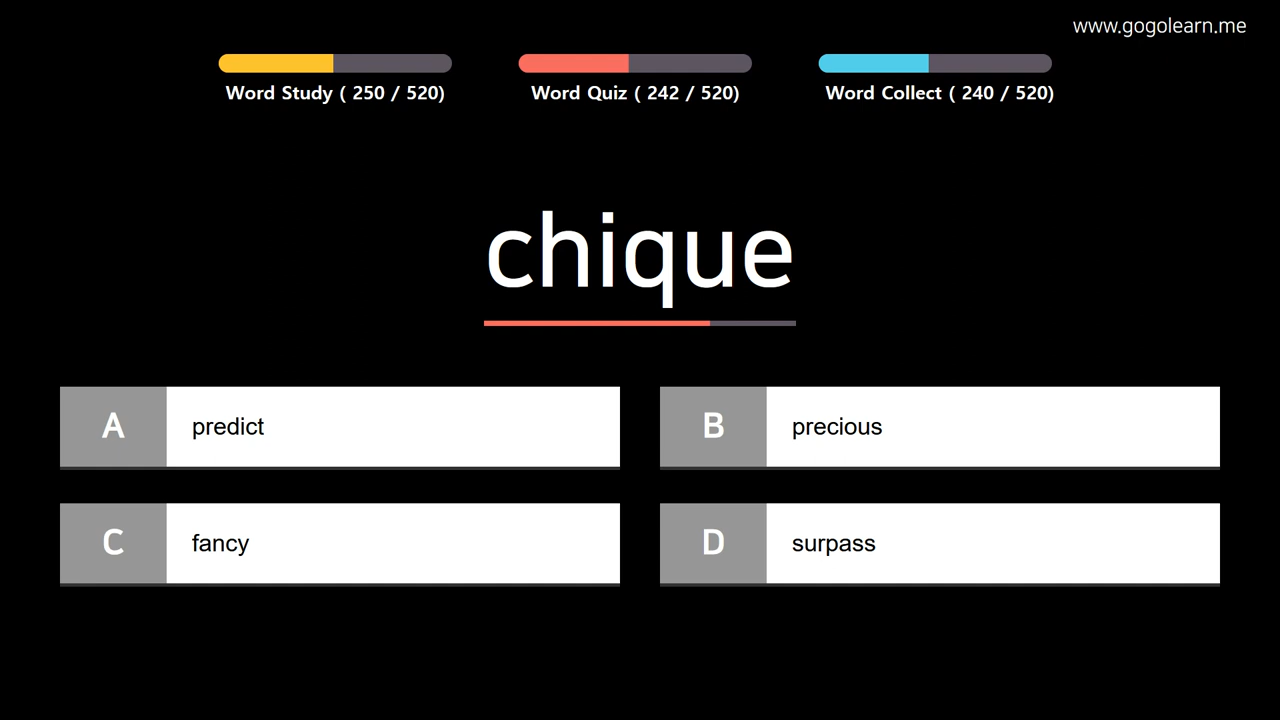 www.gogolearn.me
Word Study ( 250 / 520)
Word Quiz ( 242 / 520)
Word Collect ( 240 / 520)
chique
A predict
B precious
C fancy
D surpass